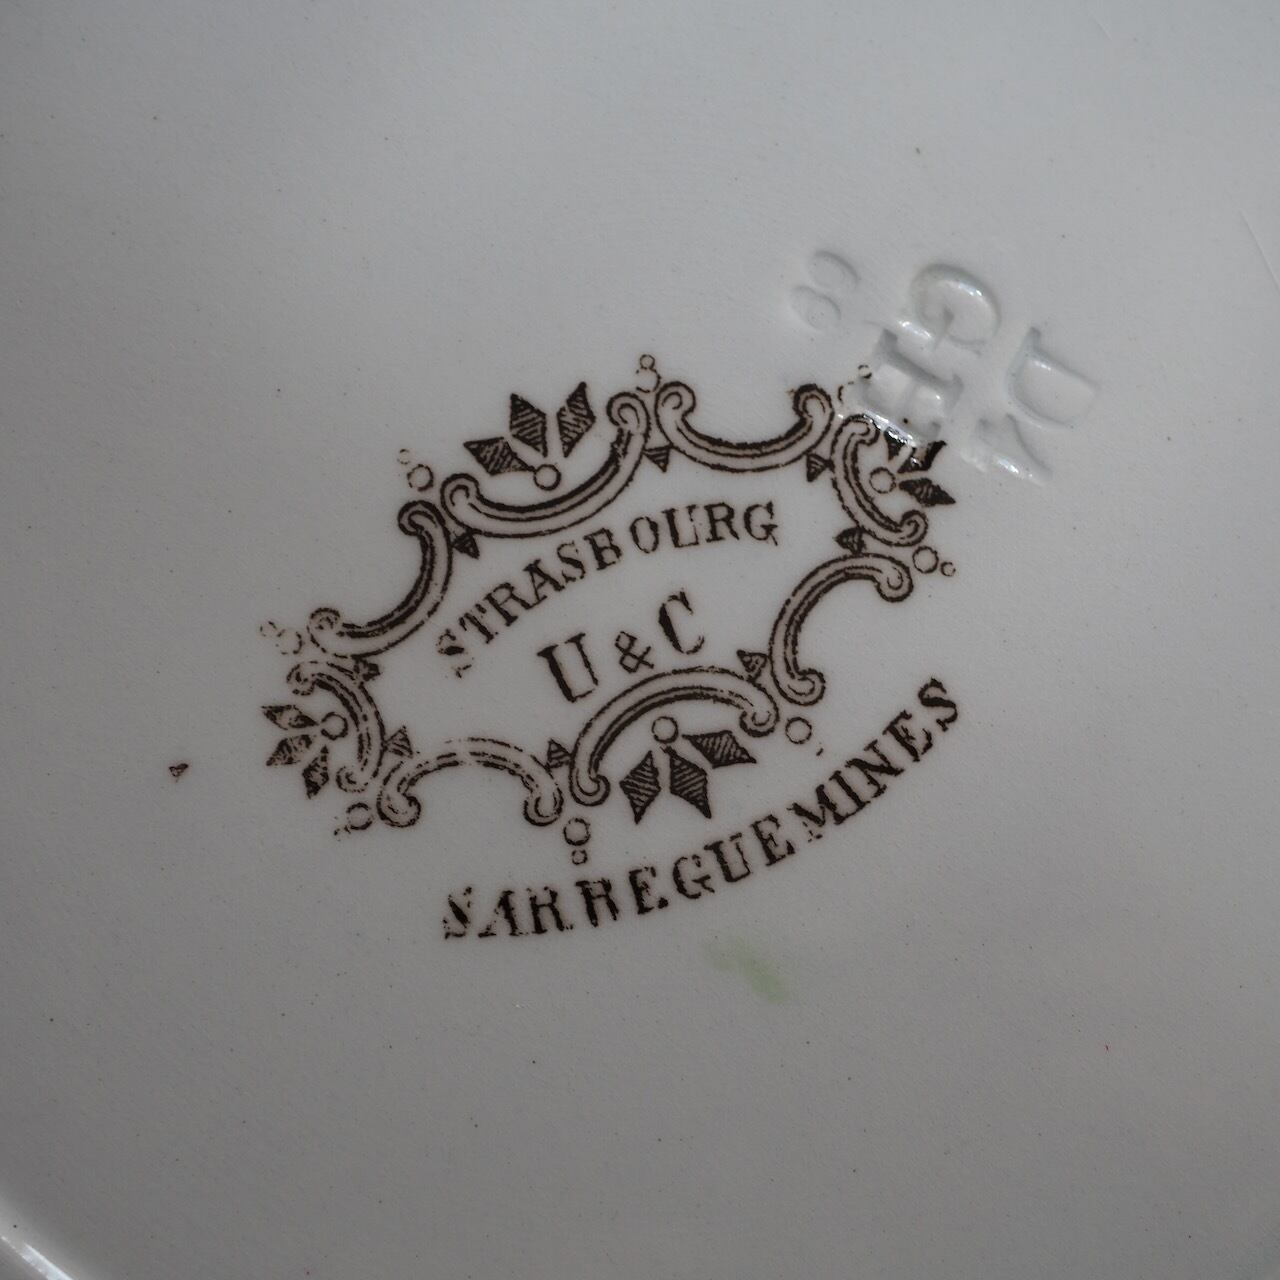 STRASBOURG
U & C
SARREGUEMINES